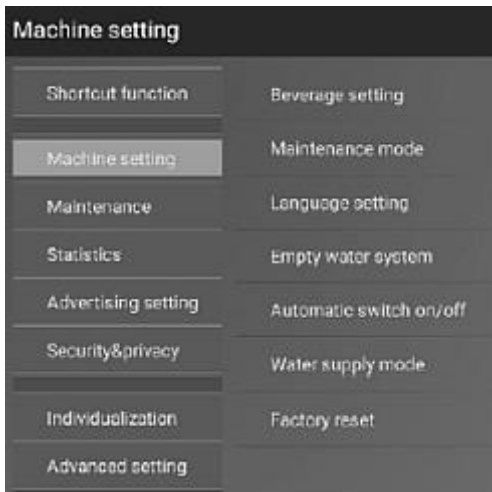 Machine setting
Shortcut function
Machine setting
Maintenance
Statistics
Advertising setting
Security&privacy
Individualization
Advanced setting
Beverage setting
Maintenance mode
Language setting
Empty water system
Automatic switch on/off
Water supply mode
Factory reset